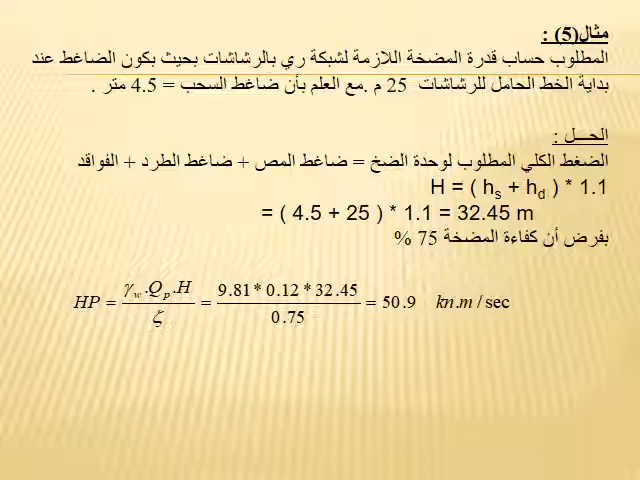 مثال(5) :
المطلوب حساب قدرة المضخة اللازمة لشبكة ري بالرشاشات بحيث يكون الضاغط عند
بداية الخط الحامل للرشاشات 25 م .مع العلم بأن ضاغط السحب = 4.5 متر .
الحـــل :
الضغط الكلي المطلوب لوحدة الضخ = ضاغط المص + ضاغط الطرد + الفواقد
H = ( hs + hd ) * 1.1
= ( 4.5 + 25 ) * 1.1 = 32.45 m
بفرض أن كفاءة المضخة 75 %
HP = γw.Qp.H / ζ = 9.81* 0.12 * 32.45 / 0.75 = 50.9 kn.m / sec